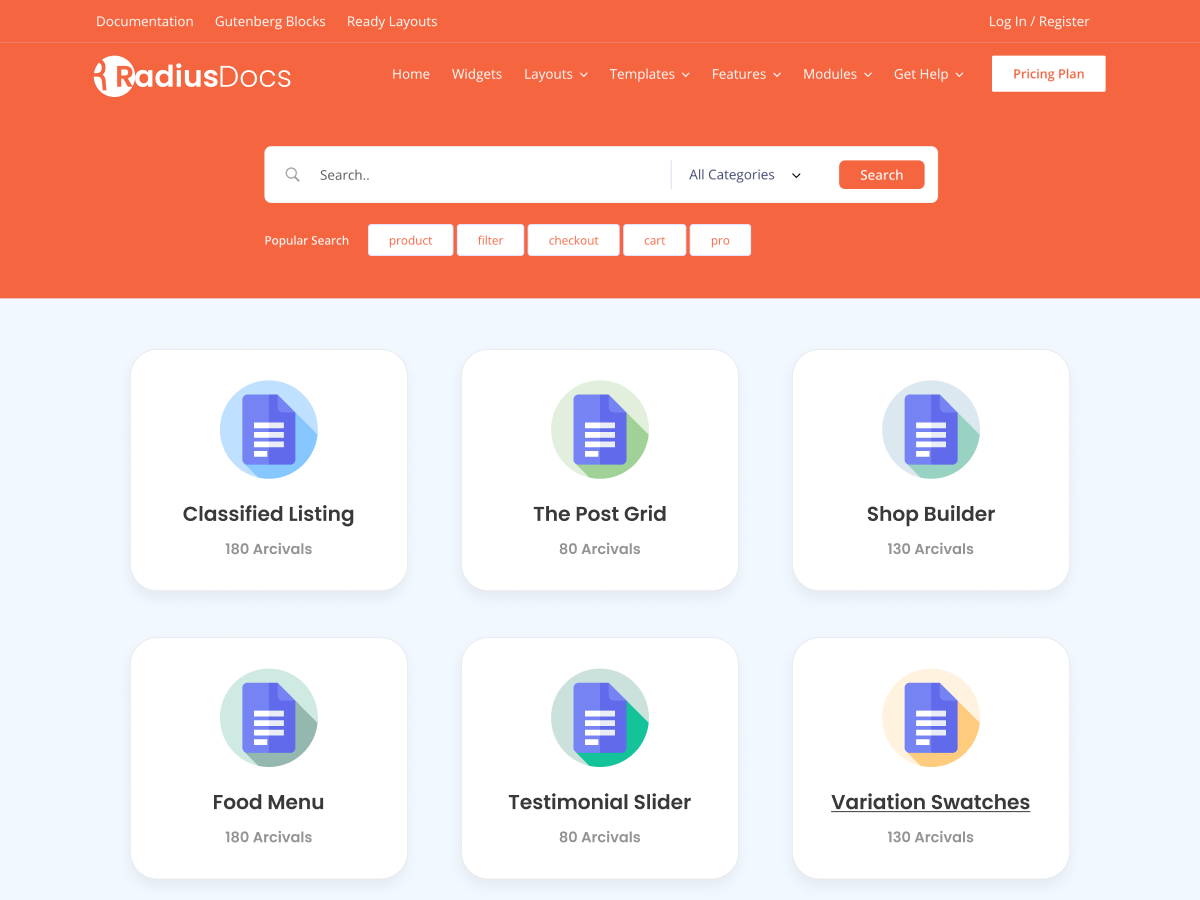 Documentation Gutenberg Blocks Ready Layouts Log In / Register
RadiusDocs Home Widgets Layouts Templates Features Modules Get Help Pricing Plan
Search.. All Categories Search
Popular Search product filter checkout cart pro
Classified Listing The Post Grid Shop Builder
180 Arcivals 80 Arcivals 130 Arcivals
Food Menu Testimonial Slider Variation Swatches
180 Arcivals 80 Arcivals 130 Arcivals